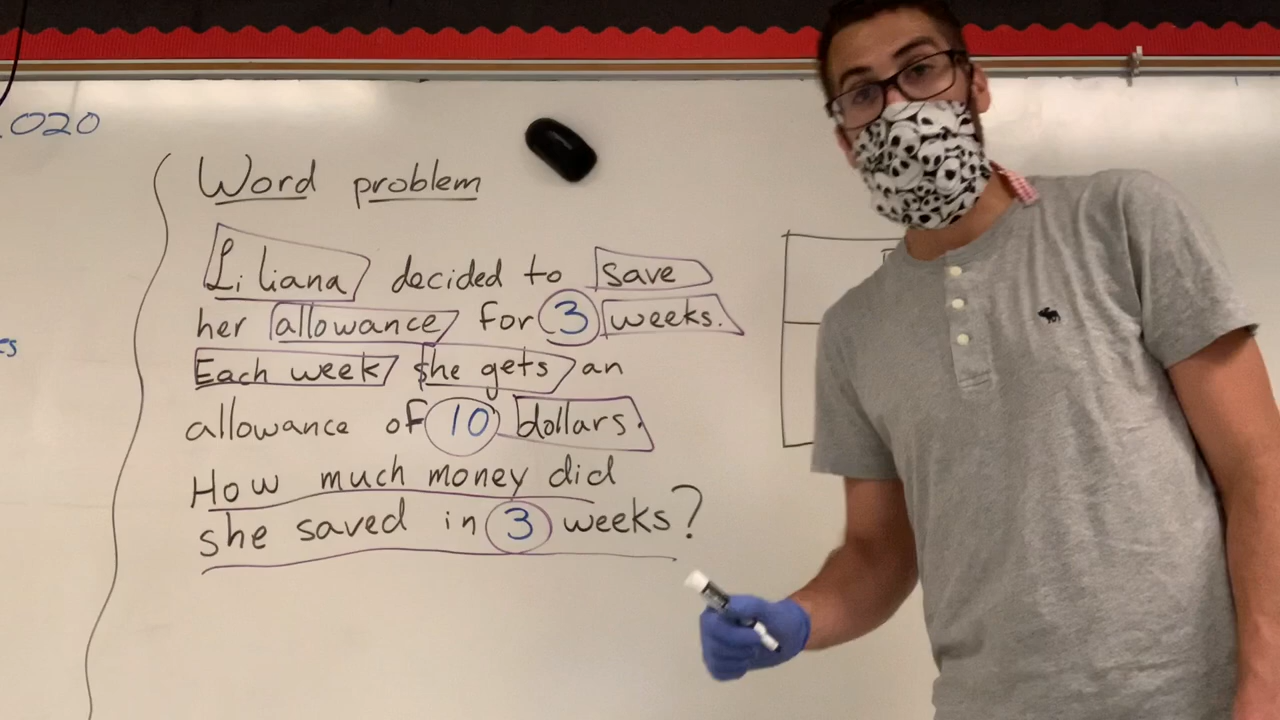 020
Word problem
Liliana decided to save
her allowance for 3 weeks.
Each week she gets an
allowance of 10 dollars.
How much money did
she saved in 3 weeks?